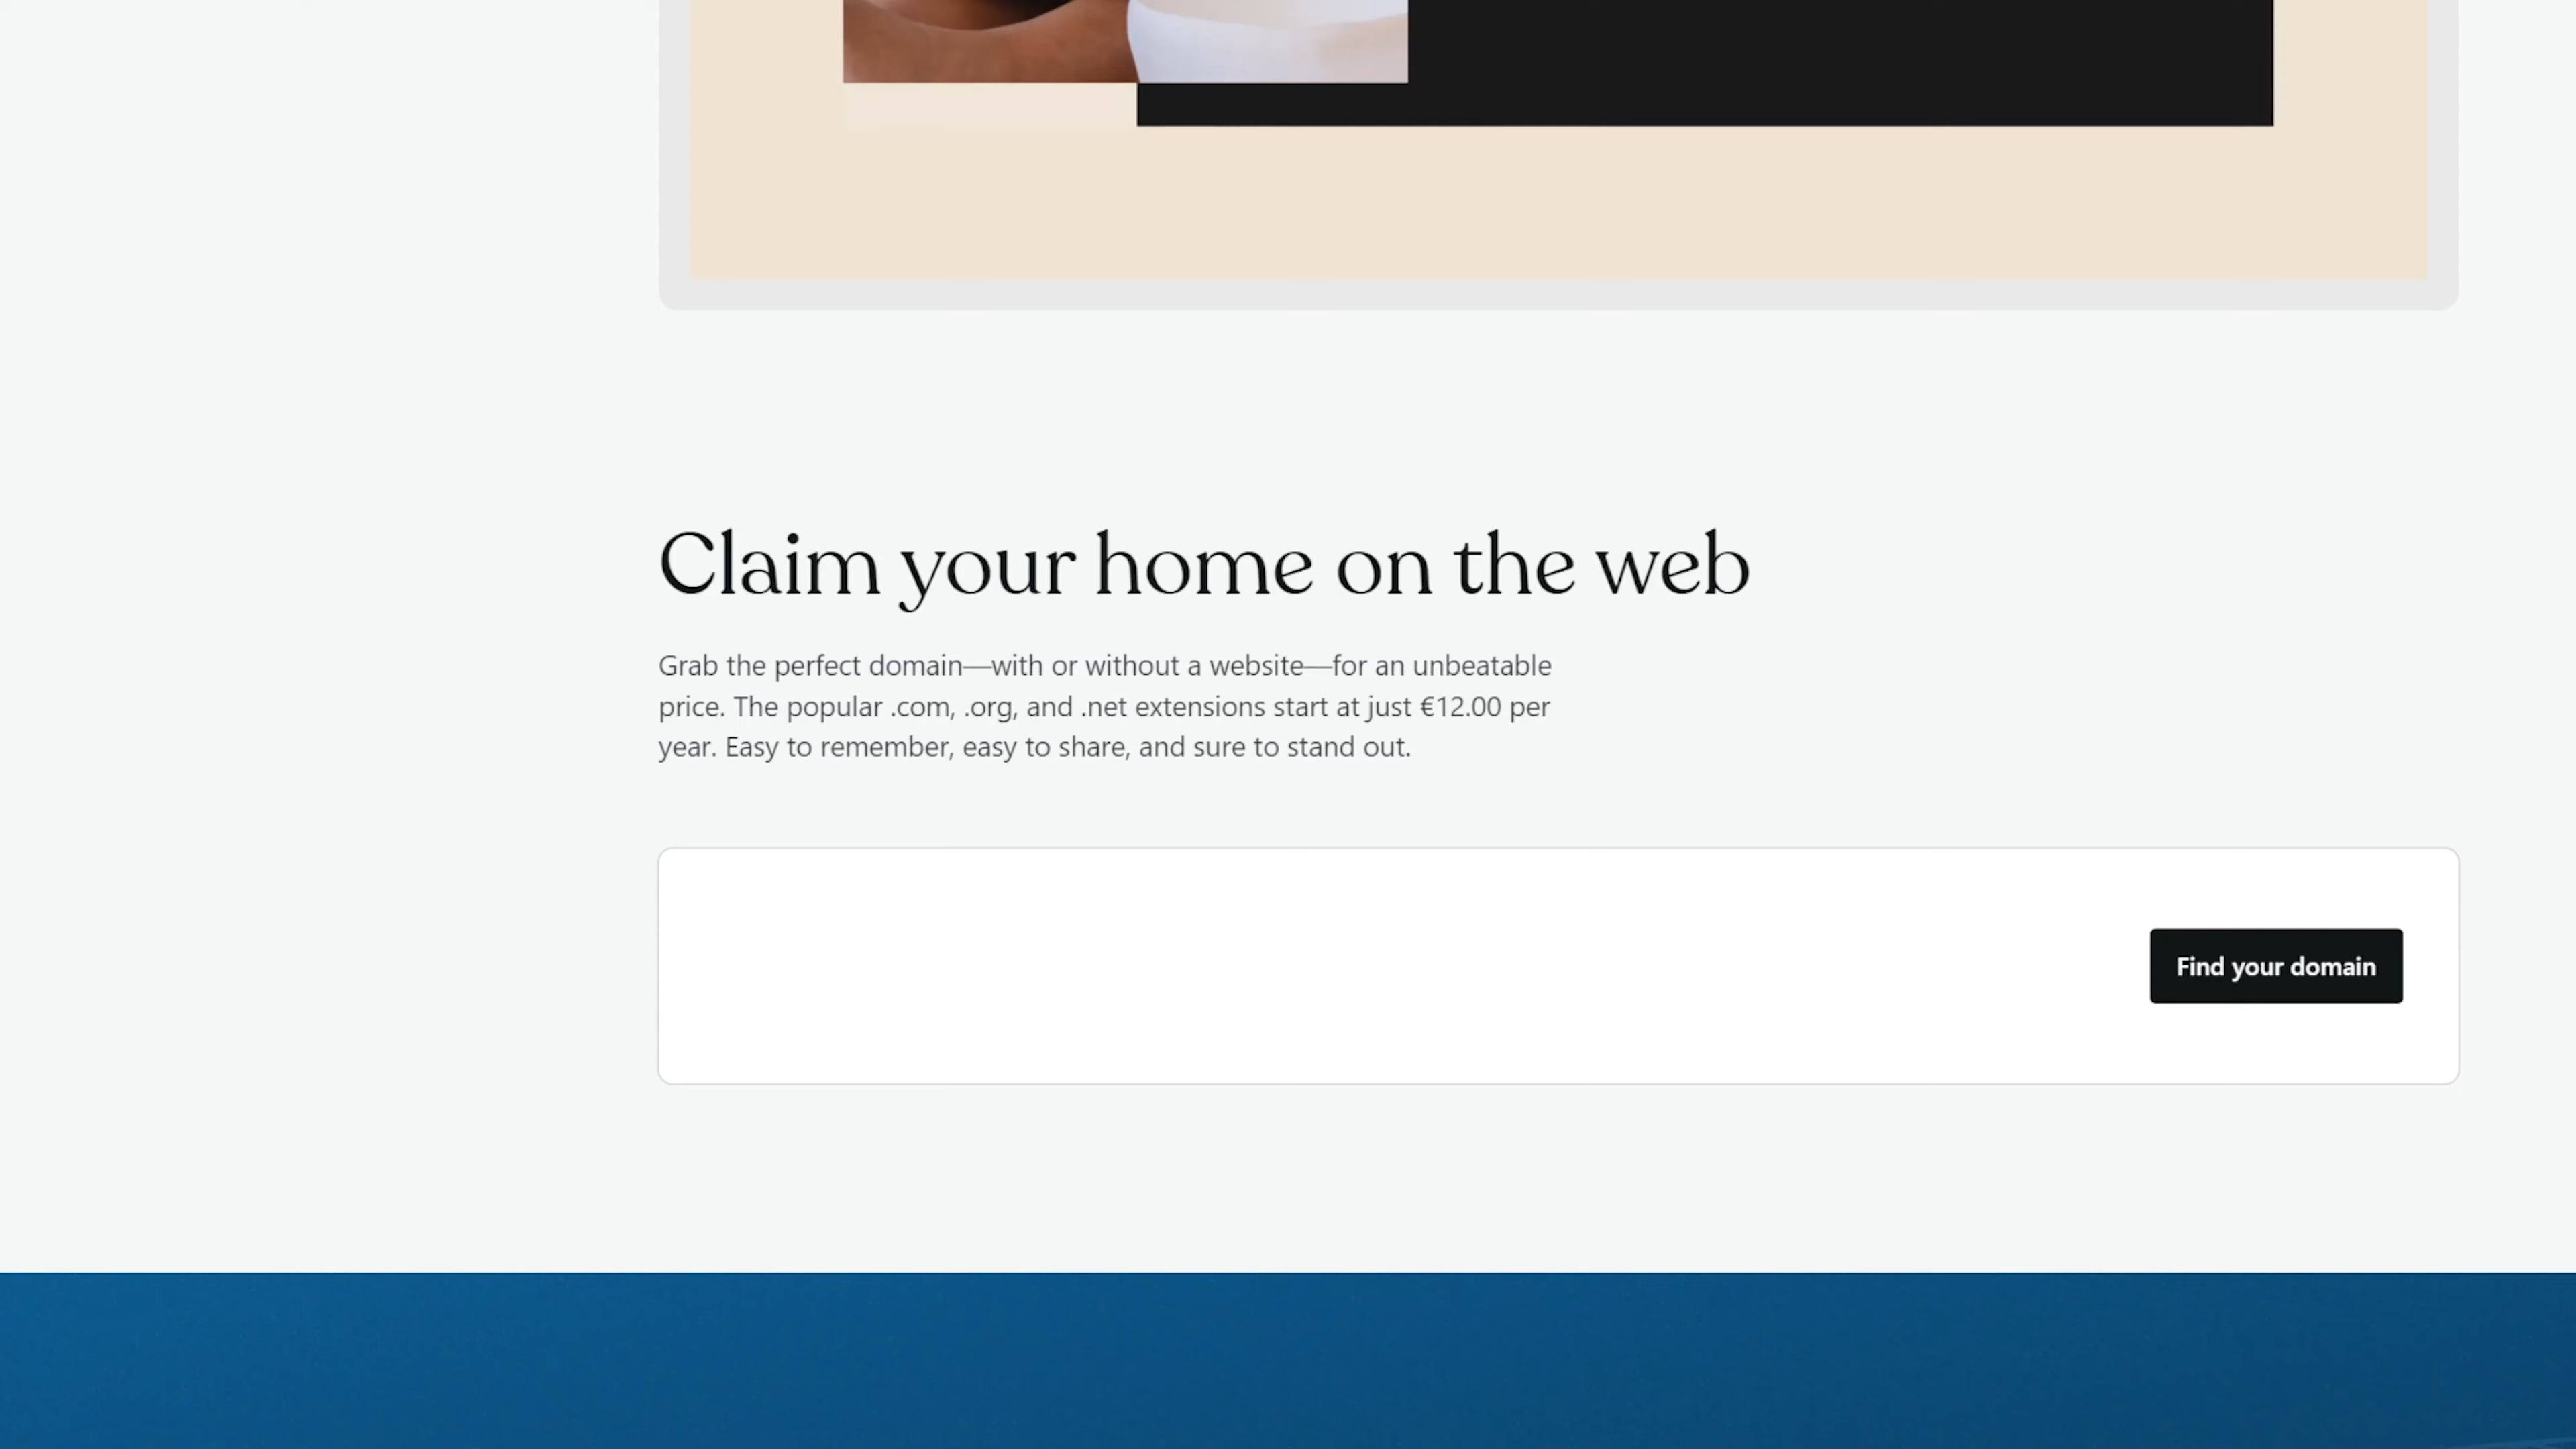 Claim your home on the web
Grab the perfect domain—with or without a website—for an unbeatable
price. The popular .com, .org, and .net extensions start at just €12.00 per
year. Easy to remember, easy to share, and sure to stand out.
Find your domain